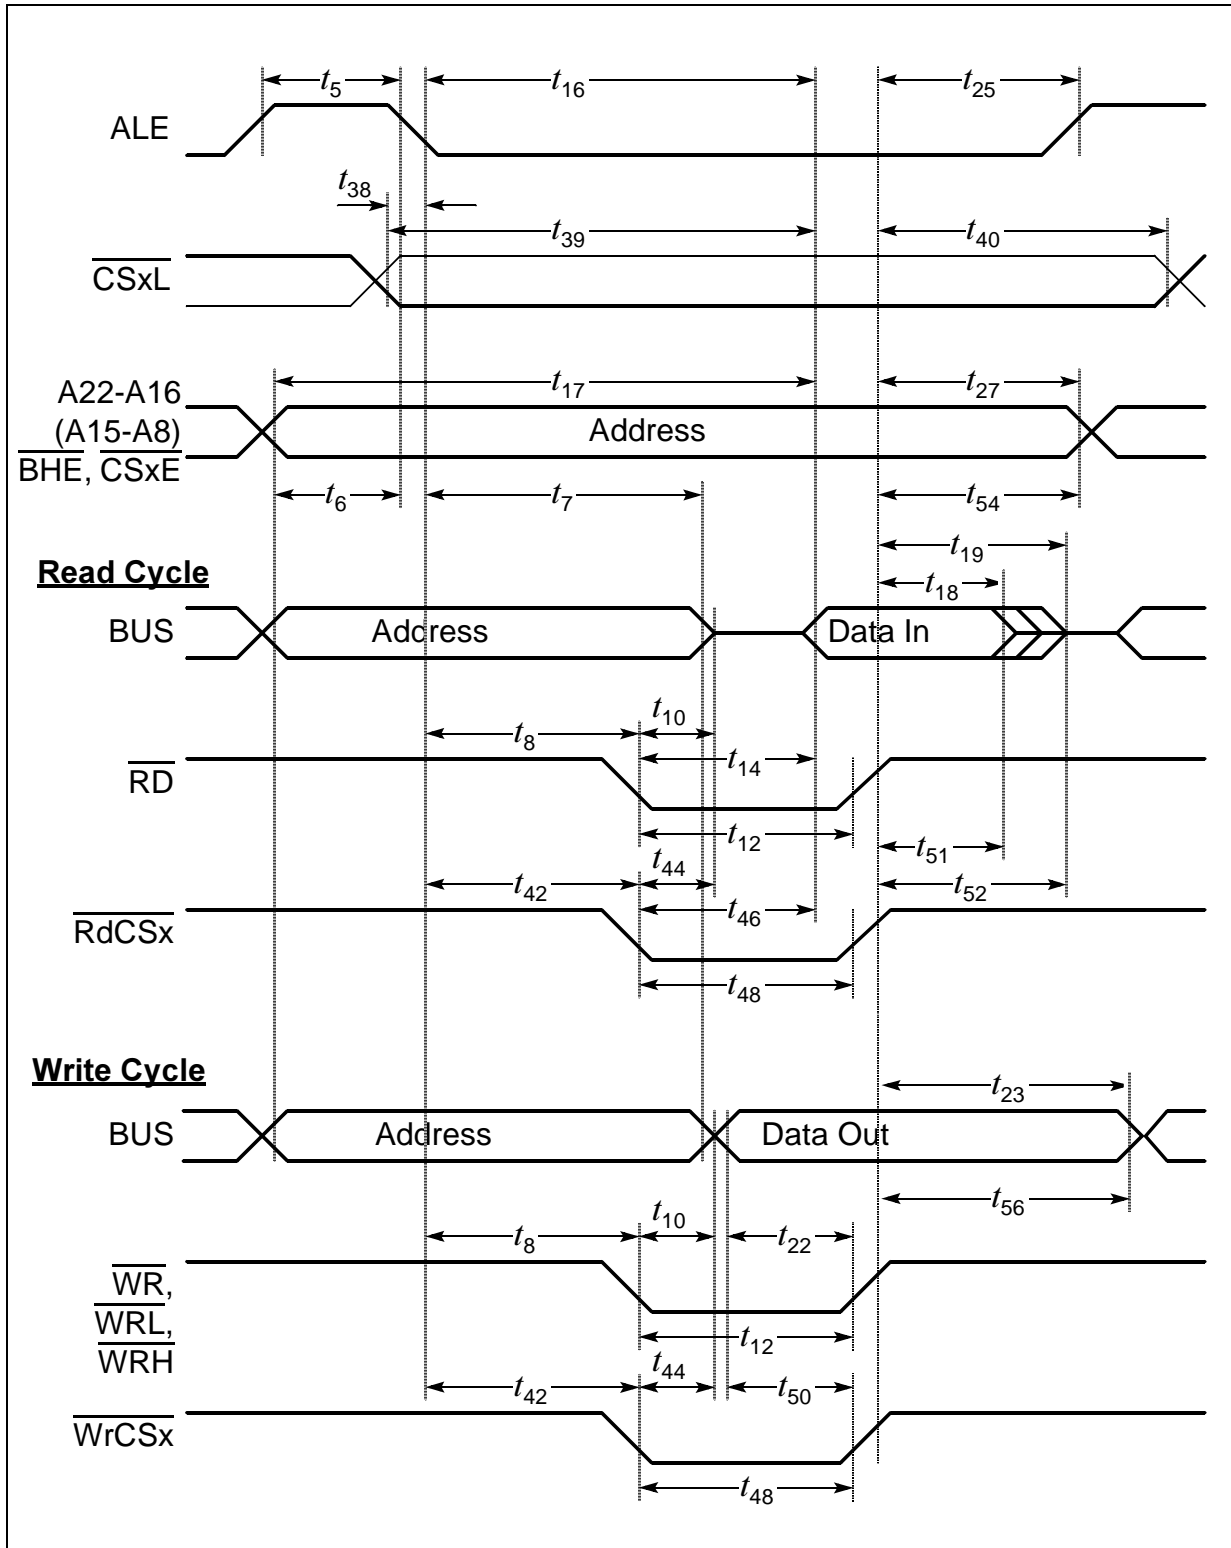 t5 t16 t25
ALE
t38
t39 t40
CSxL
A22-A16
t17 t27
(A15-A8)
Address
BHE, CSxE
t6 t7 t54
t19
Read Cycle
t18
BUS
Address
Data In
t10
t8
t14
RD
t12
t51
t44
t42
t52
t46
RdCSx
t48
Write Cycle
t23
BUS
Address
Data Out
t56
t10
t8
t22
WR,
WRL,
t12
WRH
t44
t42
t50
WrCSx
t48